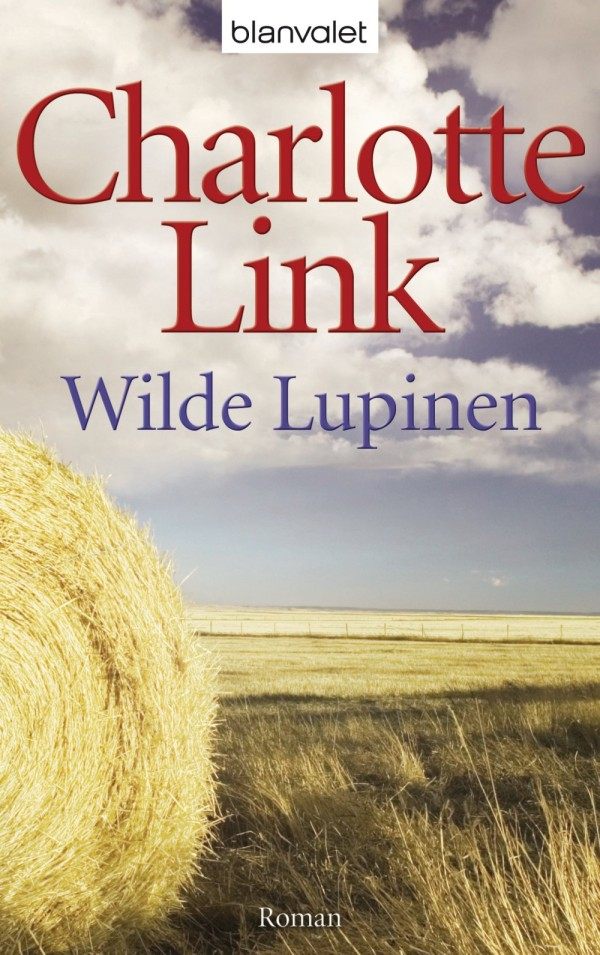 blanvalet
Charlotte
Link
Wilde Lupinen
Roman